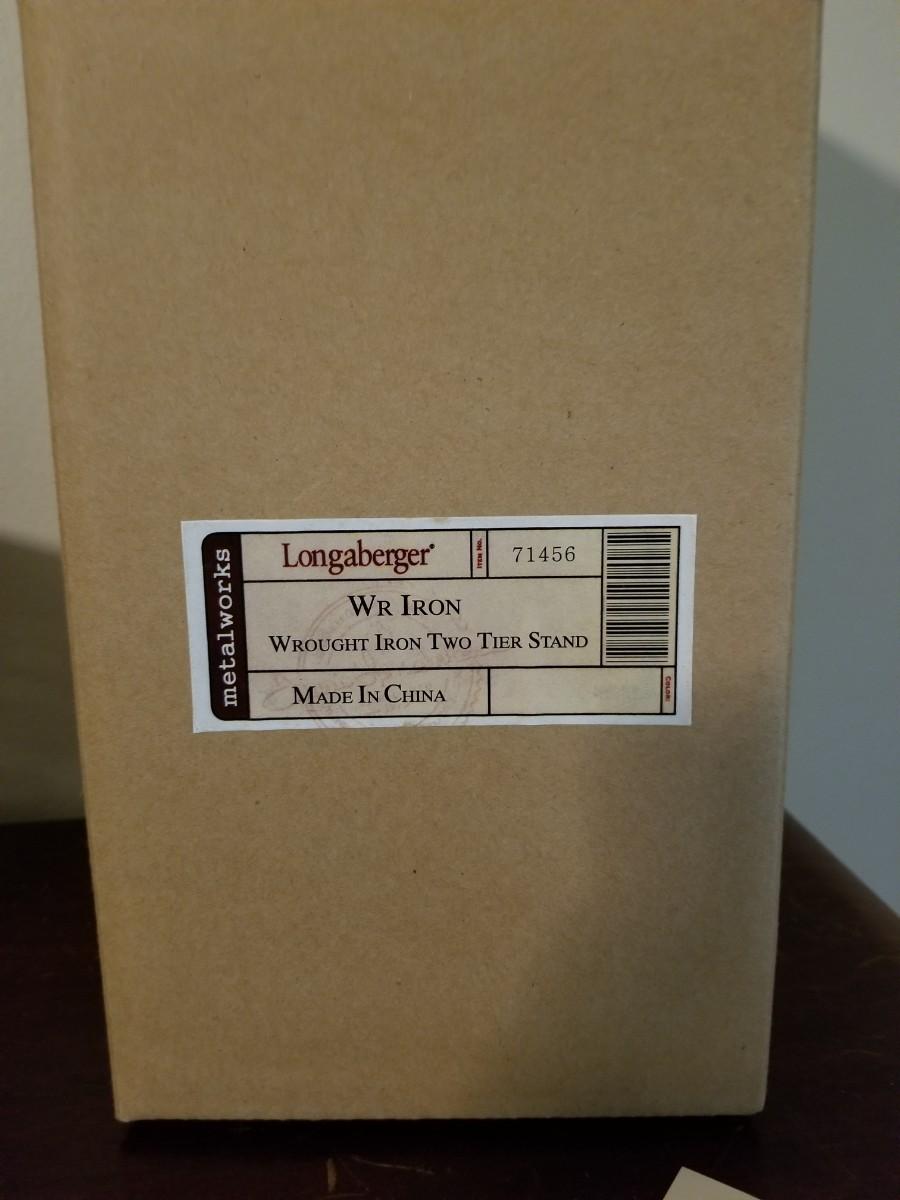 metalworks
Longaberger®
ITEM NO.
71456
WR IRON
WROUGHT IRON TWO TIER STAND
MADE IN CHINA
COLOR: